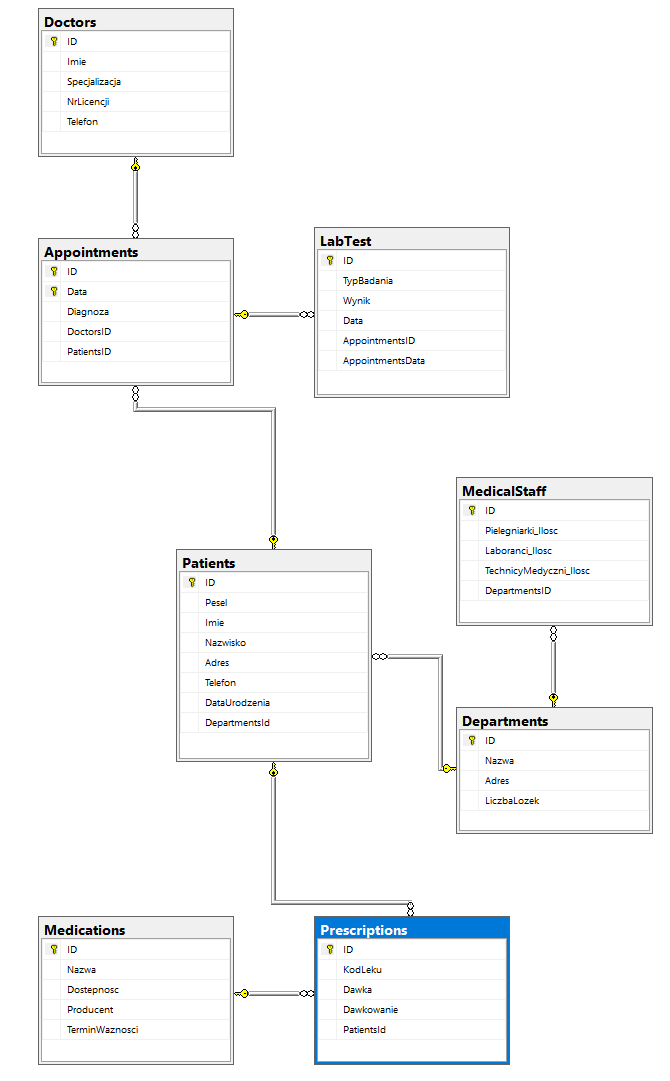 Doctors
ID
Imie
Specjalizacja
NrLicencji
Telefon
Appointments
ID
Data
Diagnoza
DoctorsID
PatientsID
LabTest
ID
TypBadania
Wynik
Data
AppointmentsID
AppointmentsData
MedicalStaff
ID
Pielegniarki_Ilosc
Laboranci_Ilosc
TechnicyMedyczni_Ilosc
DepartmentsID
Patients
ID
Pesel
Imie
Nazwisko
Adres
Telefon
DataUrodzenia
DepartmentsId
Departments
ID
Nazwa
Adres
LiczbaLozek
Medications
ID
Nazwa
Dostepnosc
Producent
TerminWaznosci
Prescriptions
ID
KodLeku
Dawka
Dawkowanie
PatientsId